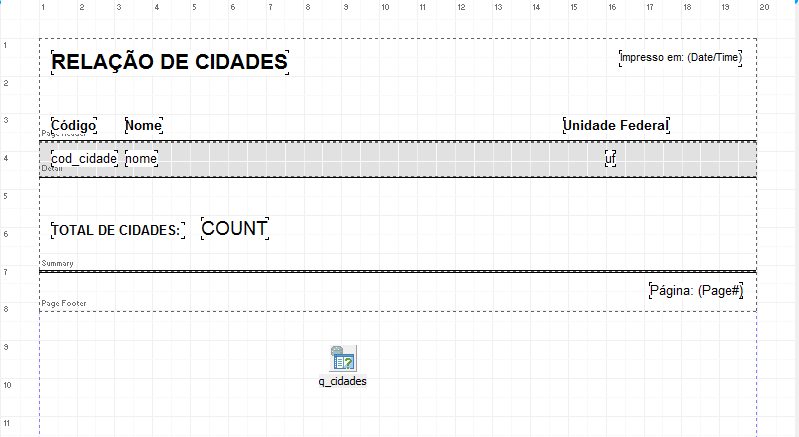 1 2 3 4 5 6 7 8 9 10 11 12 13 14 15 16 17 18 19 20
1
RELAÇÃO DE CIDADES Impresso em: (Date/Time)
2
3
Código Nome Unidade Federal
Page Header
4
cod_cidade nome uf
Detail
5
6
TOTAL DE CIDADES: COUNT
Summary
7
Página: (Page#)
Page Footer
8
9
q_cidades
10
11